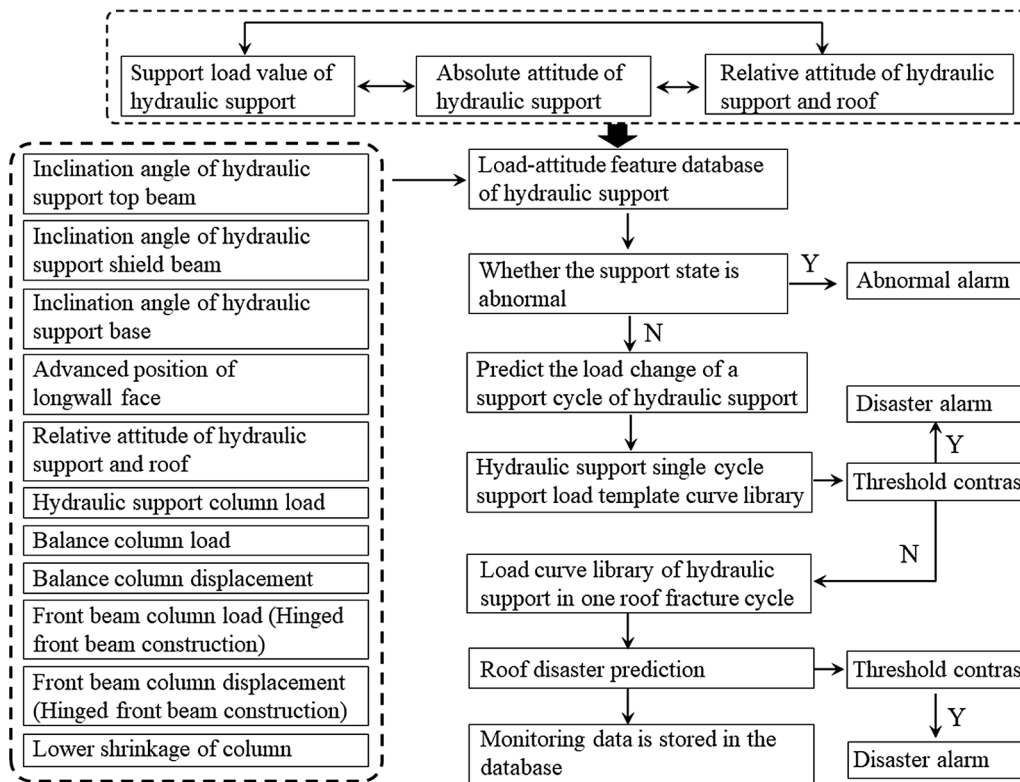 Support load value of
hydraulic support
Absolute attitude of
hydraulic support
Relative attitude of hydraulic
support and roof
Inclination angle of hydraulic
support top beam
Inclination angle of hydraulic
support shield beam
Inclination angle of hydraulic
support base
Advanced position of
longwall face
Relative attitude of hydraulic
support and roof
Hydraulic support column load
Balance column load
Balance column displacement
Front beam column load (Hinged
front beam construction)
Front beam column displacement
(Hinged front beam construction)
Lower shrinkage of column
Load-attitude feature database
of hydraulic support
Whether the support state is
abnormal
Y
Abnormal alarm
N
Predict the load change of a
support cycle of hydraulic support
Disaster alarm
Y
Hydraulic support single cycle
support load template curve library
Threshold contras
N
Load curve library of hydraulic
support in one roof fracture cycle
Roof disaster prediction
Threshold contras
Y
Monitoring data is stored in the
database
Disaster alarm